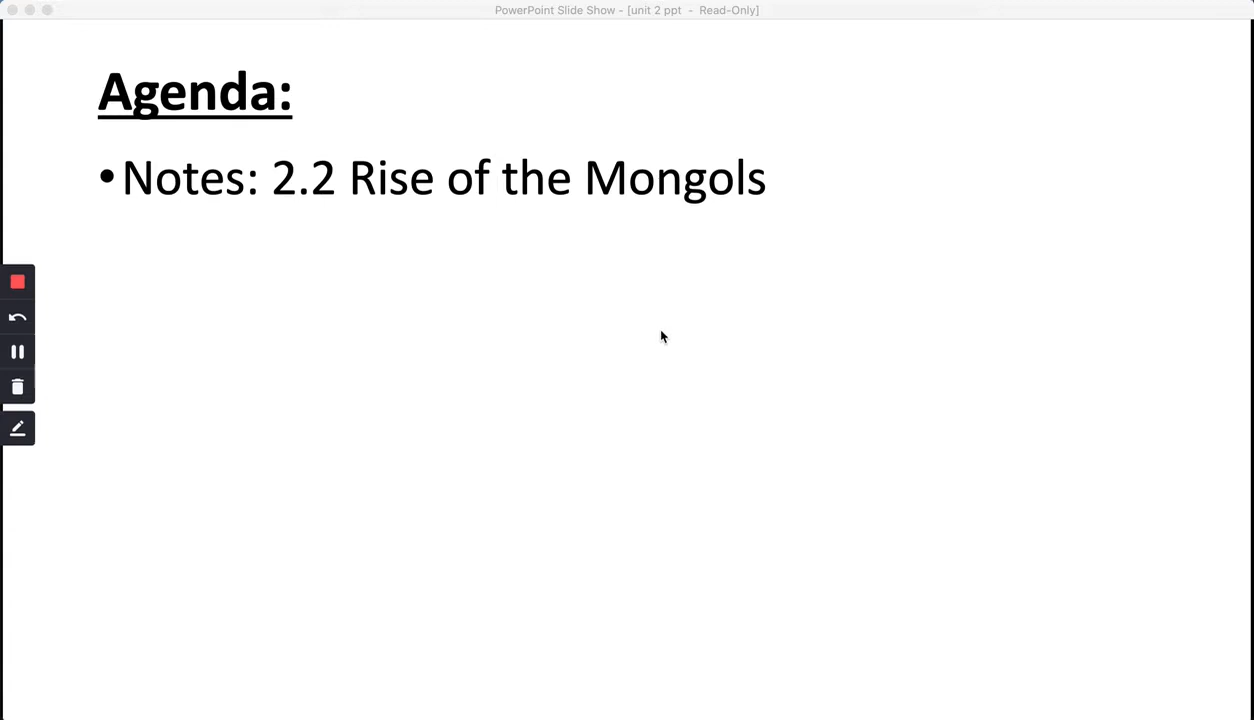 PowerPoint Slide Show - [unit 2 ppt - Read-Only]
Agenda:
•Notes: 2.2 Rise of the Mongols